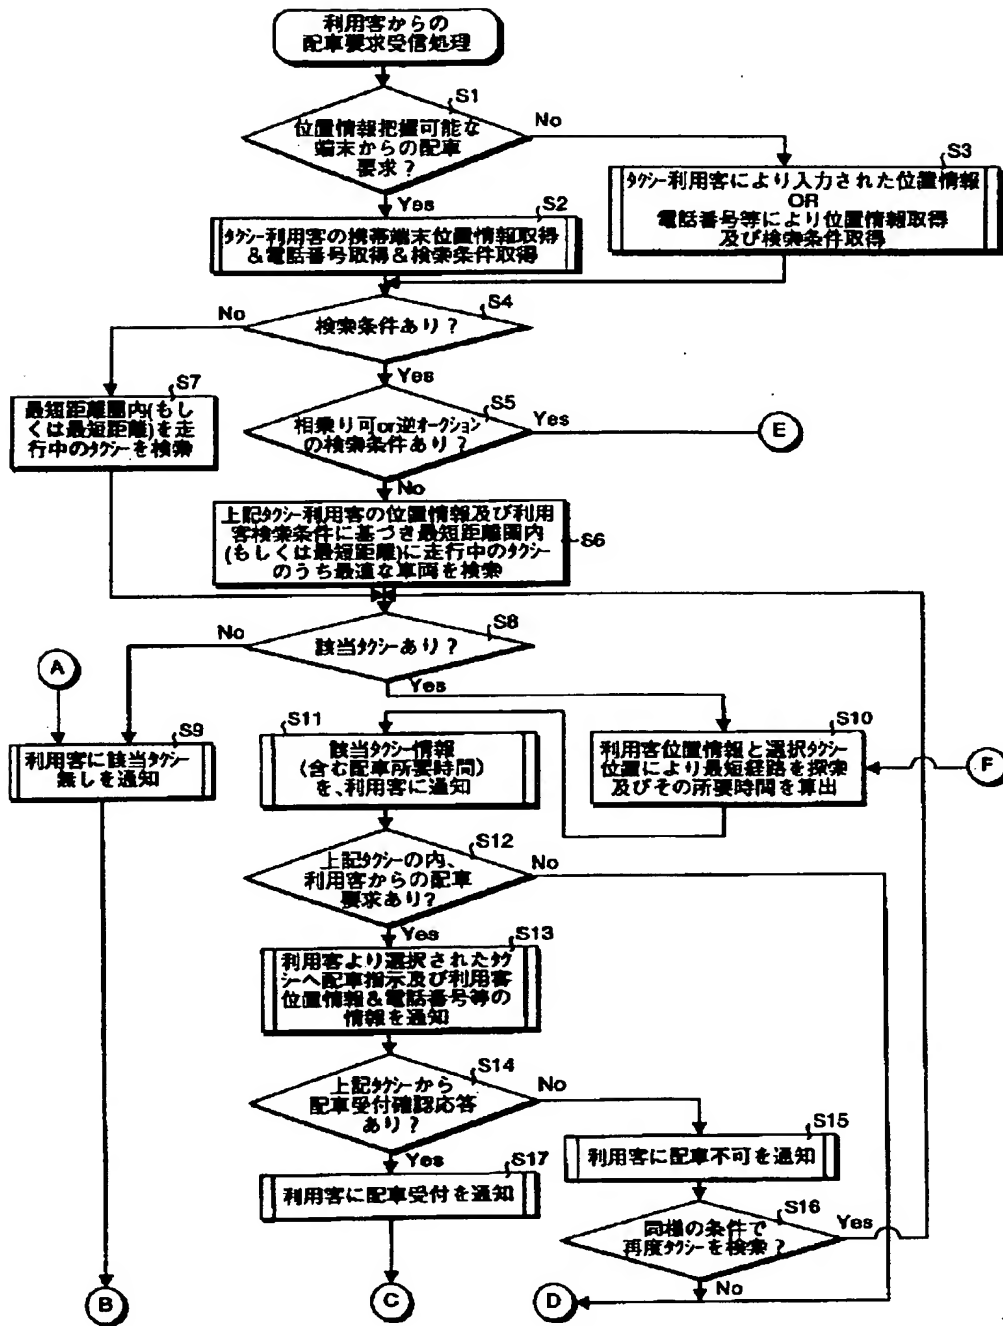 利用客からの
配車要求受信処理
S1
位置情報把握可能な
端末からの配車
要求？
No
Yes
S3
タクシー利用客により入力された位置情報
OR
電話番号等により位置情報取得
及び検索条件取得
S2
タクシー利用客の携帯端末位置情報取得
&電話番号取得&検索条件取得
S4
No
検索条件あり？
Yes
S7
最短距離圏内(もし
くは最短距離)を走
行中のタクシーを検索
S5
相乗り可or逆オークション
の検索条件あり？
Yes
E
No
上記タクシー利用客の位置情報及び利用
客検索条件に基づき最短距離圏内
(もしくは最短距離)に走行中のタクシー
のうち最適な車両を検索
S6
S8
No
該当タクシーあり？
Yes
A
S9
利用客に該当タクシー
無しを通知
S11
該当タクシー情報
(含む配車所要時間)
を、利用客に通知
S10
利用客位置情報と選択タクシー
位置により最短経路を探索
及びその所要時間を算出
F
S12
上記タクシーの内、
利用客からの配車
要求あり?
No
Yes
S13
利用客より選択されたタク
シーへ配車指示及び利用客
位置情報&電話番号等の
情報を通知
S14
上記タクシーから
配車受付確認応答
あり？
No
Yes
S15
利用客に配車不可を通知
S17
利用客に配車受付を通知
S16
同様の条件で
再度タクシーを検索？
Yes
No
B
C
D